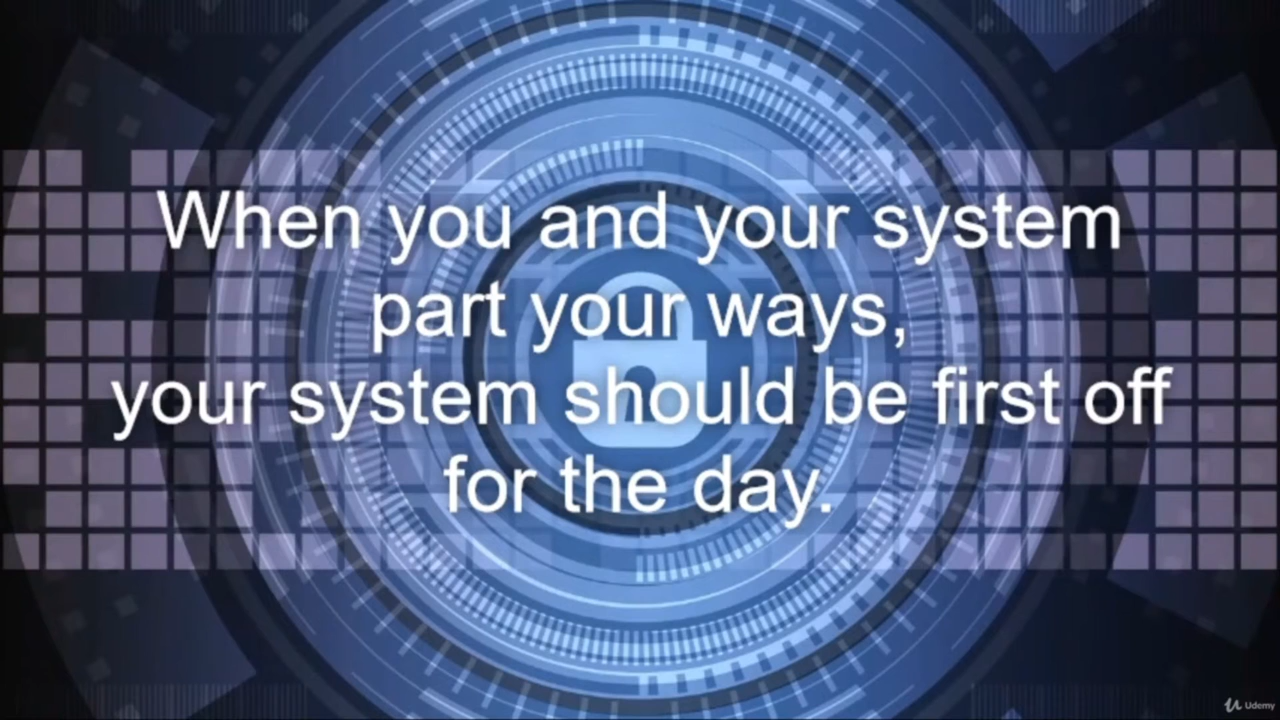 When you and your system
part your ways,
your system should be first off
for the day.
Udemy